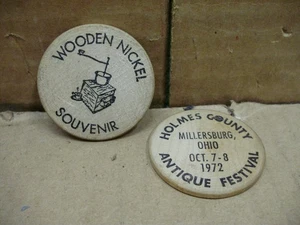 WOODEN NICKEL
SOUVENIR
HOLMES COUNTY
MILLERSBURG,
OHIO
OCT. 7-8
1972
ANTIQUE FESTIVAL